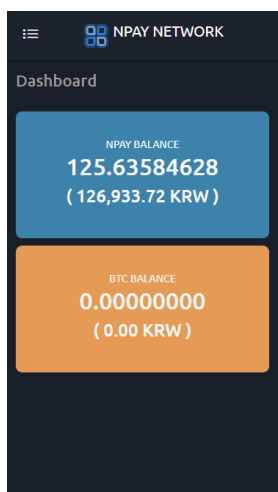 NPAY NETWORK
Dashboard
NPAY BALANCE
125.63584628
( 126,933.72 KRW )
BTC BALANCE
0.00000000
( 0.00 KRW )